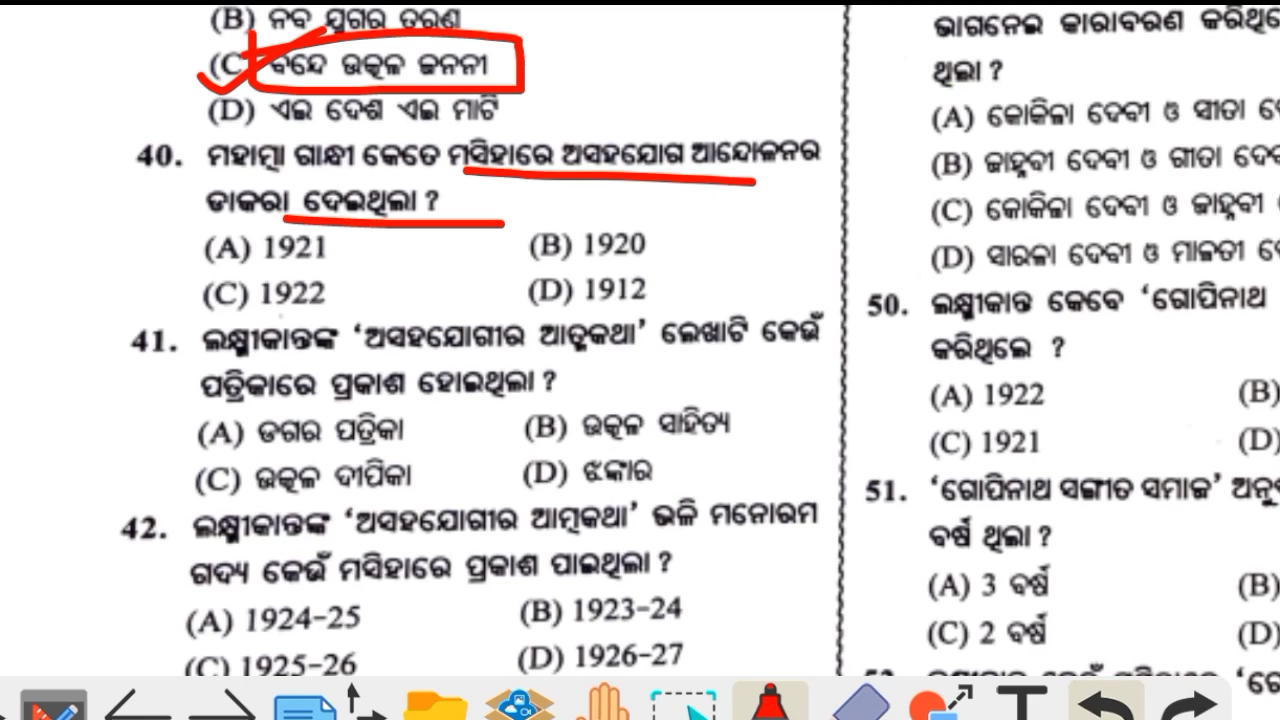 (B) ନବ ଯୁଗର ତରଣ
(C ବନ୍ଦେ ଉତ୍କଳ ଜନନୀ
(D) ଏଇ ଦେଶ ଏଇ ମାଟି
40. ମହାତ୍ମା ଗାନ୍ଧୀ କେତେ ମସିହାରେ ଅସହଯୋଗ ଆନ୍ଦୋଳନର
ଡାକରା ଦେଇଥିଲା ?
(A) 1921 (B) 1920
(C) 1922 (D) 1912
41. ଲକ୍ଷ୍ମୀକାନ୍ତଙ୍କ ‘ଅସହଯୋଗୀର ଆତ୍ମକଥା’ ଲେଖାଟି କେଉଁ
ପତ୍ରିକାରେ ପ୍ରକାଶ ହୋଇଥିଲା ?
(A) ଡଗର ପତ୍ରିକା (B) ଉତ୍କଳ ସାହିତ୍ୟ
(C) ଉତ୍କଳ ଦୀପିକା (D) ଝଙ୍କାର
42. ଲକ୍ଷ୍ମୀକାନ୍ତଙ୍କ ‘ଅସହଯୋଗୀର ଆତ୍ମକଥା’ ଭଳି ମନୋରମ
ଗଦ୍ୟ କେଉଁ ମସିହାରେ ପ୍ରକାଶ ପାଇଥିଲା ?
(A) 1924-25 (B) 1923-24
(C) 1925-26 (D) 1926-27
ଭାଗନେଇ କାରାବରଣ କରିଥିଲେ
ଥିଲା ?
(A) କୋକିଳା ଦେବୀ ଓ ସୀତା
(B) ଜାହ୍ନବୀ ଦେବୀ ଓ ଗୀତା
(C) କୋକିଳା ଦେବୀ ଓ ଜାହ୍ନବୀ
(D) ସାରଳା ଦେବୀ ଓ ମାଳତୀ
50. ଲକ୍ଷ୍ମୀକାନ୍ତ କେବେ ‘ଗୋପିନାଥ
କରିଥିଲେ ?
(A) 1922 (B)
(C) 1921 (D)
51. ‘ଗୋପିନାଥ ସଙ୍ଗୀତ ସମାଜ’
ବର୍ଷ ଥିଲା ?
(A) 3 ବର୍ଷ (B)
(C) 2 ବର୍ଷ (D)